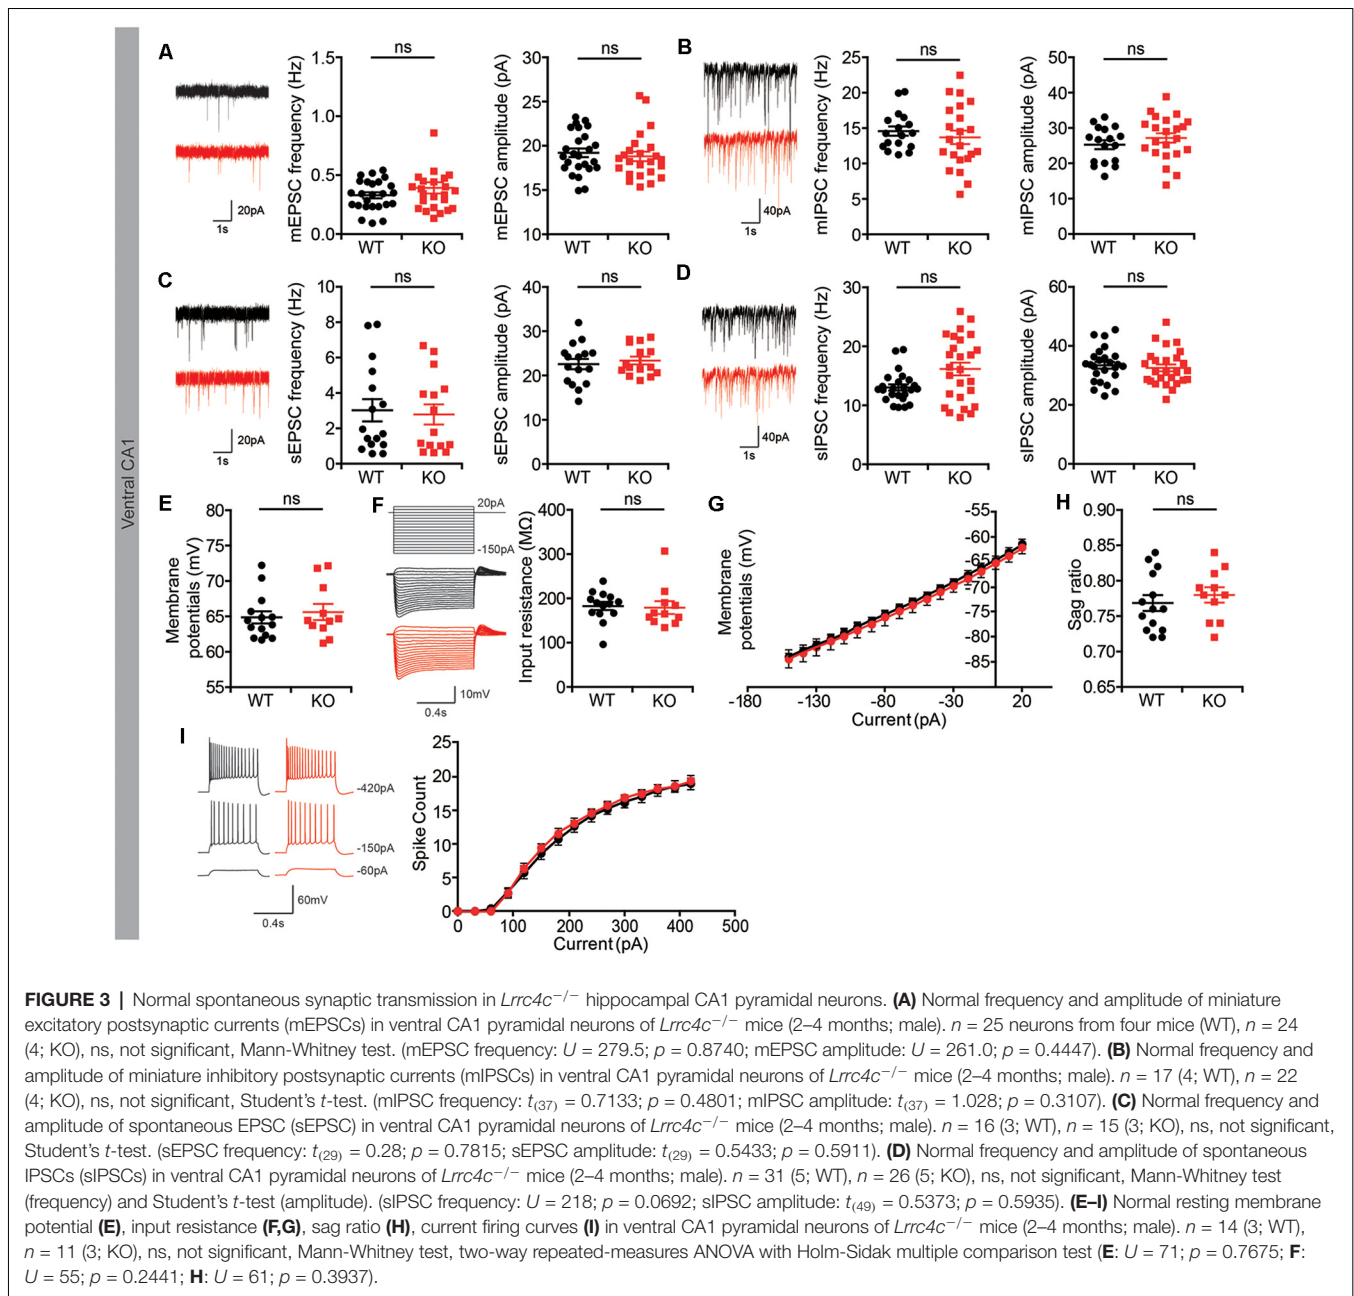 Ventral CA1
A
20pA
1s
mEPSC frequency (Hz)
1.5
1.0
0.5
0.0
ns
WT KO
mEPSC amplitude (pA)
30
25
20
15
10
ns
WT KO
B
40pA
1s
mIPSC frequency (Hz)
25
20
15
10
5
0
ns
WT KO
mIPSC amplitude (pA)
50
40
30
20
10
0
ns
WT KO
C
20pA
1s
sEPSC frequency (Hz)
10
8
6
4
2
0
ns
WT KO
sEPSC amplitude (pA)
40
30
20
10
0
ns
WT KO
D
40pA
1s
sIPSC frequency (Hz)
30
20
10
0
ns
WT KO
sIPSC amplitude (pA)
60
40
20
0
ns
WT KO
E
Membrane
potentials (mV)
80
75
70
65
60
55
ns
WT KO
F
20pA
-150pA
10mV
0.4s
Input resistance (MΩ)
400
300
200
100
0
ns
WT KO
G
Membrane
potentials (mV)
-55
-60
-65
-70
-75
-80
-85
-180 -130 -80 -30 20
Current (pA)
H
Sag ratio
0.90
0.85
0.80
0.75
0.70
0.65
ns
WT KO
I
-420pA
-150pA
-60pA
60mV
0.4s
Spike Count
25
20
15
10
5
0
0 100 200 300 400 500
Current (pA)
FIGURE 3 | Normal spontaneous synaptic transmission in Lrrc4c−/− hippocampal CA1 pyramidal neurons. (A) Normal frequency and amplitude of miniature
excitatory postsynaptic currents (mEPSCs) in ventral CA1 pyramidal neurons of Lrrc4c−/− mice (2–4 months; male). n = 25 neurons from four mice (WT), n = 24
(4; KO), ns, not significant, Mann-Whitney test. (mEPSC frequency: U = 279.5; p = 0.8740; mEPSC amplitude: U = 261.0; p = 0.4447). (B) Normal frequency and
amplitude of miniature inhibitory postsynaptic currents (mIPSCs) in ventral CA1 pyramidal neurons of Lrrc4c−/− mice (2–4 months; male). n = 17 (4; WT), n = 22
(4; KO), ns, not significant, Student's t-test. (mIPSC frequency: t(37) = 0.7133; p = 0.4801; mIPSC amplitude: t(37) = 1.028; p = 0.3107). (C) Normal frequency and
amplitude of spontaneous EPSC (sEPSC) in ventral CA1 pyramidal neurons of Lrrc4c−/− mice (2–4 months; male). n = 16 (3; WT), n = 15 (3; KO), ns, not significant,
Student's t-test. (sEPSC frequency: t(29) = 0.28; p = 0.7815; sEPSC amplitude: t(29) = 0.5433; p = 0.5911). (D) Normal frequency and amplitude of spontaneous
IPSCs (sIPSCs) in ventral CA1 pyramidal neurons of Lrrc4c−/− mice (2–4 months; male). n = 31 (5; WT), n = 26 (5; KO), ns, not significant, Mann-Whitney test
(frequency) and Student's t-test (amplitude). (sIPSC frequency: U = 218; p = 0.0692; sIPSC amplitude: t(49) = 0.5373; p = 0.5935). (E–I) Normal resting membrane
potential (E), input resistance (F,G), sag ratio (H), current firing curves (I) in ventral CA1 pyramidal neurons of Lrrc4c−/− mice (2–4 months; male). n = 14 (3; WT),
n = 11 (3; KO), ns, not significant, Mann-Whitney test, two-way repeated-measures ANOVA with Holm-Sidak multiple comparison test (E: U = 71; p = 0.7675; F:
U = 55; p = 0.2441; H: U = 61; p = 0.3937).